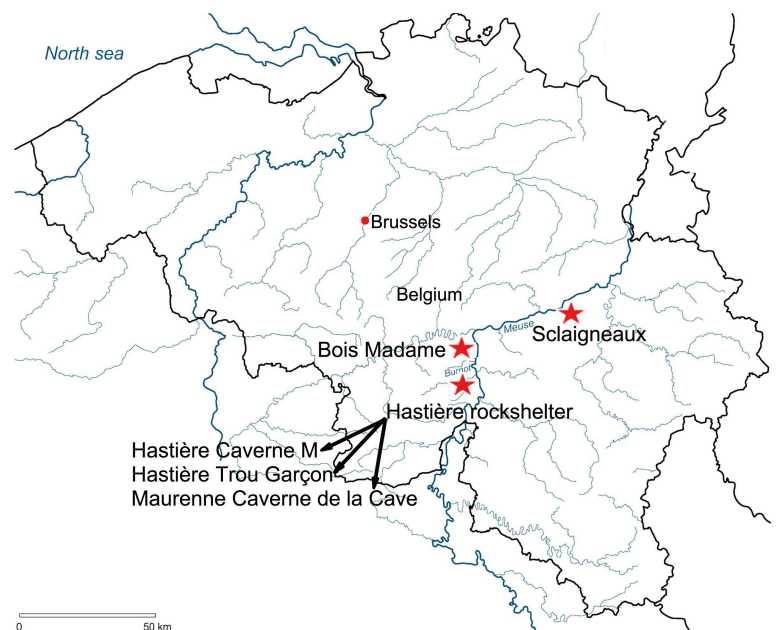 North sea
Brussels
Belgium
Meuse
Sclaigneaux
Bois Madame
Burnot
Hastière rockshelter
Hastière Caverne M
Hastière Trou Garçon
Maurenne Caverne de la Cave
0
50 km